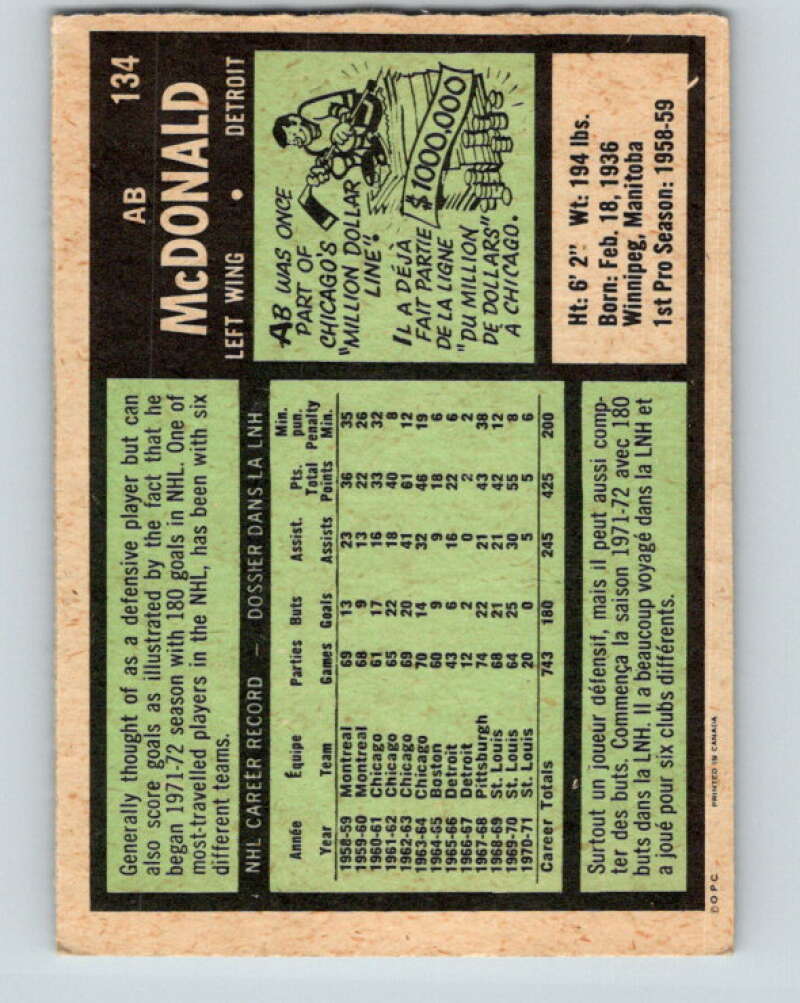 134
AB
McDONALD
LEFT WING • DETROIT
Generally thought of as a defensive player but can
also score goals as illustrated by the fact that he
began 1971-72 season with 180 goals in NHL. One of
most-travelled players in the NHL, has been with six
different teams.
AB WAS ONCE
PART OF
CHICAGO'S
"MILLION DOLLAR
LINE".
$1000.000
IL A DÉJÀ
FAIT PARTIE
DE LA LIGNE
"DU MILLION
DE DOLLARS"
A CHICAGO.
NHL CAREER RECORD — DOSSIER DANS LA LNH
Année Équipe Parties Buts Assist. Pts. Total Min. pun.
Year Team Games Goals Assists Points Penalty Min.
1958-59 Montreal 69 13 23 36 35
1959-60 Montreal 68 9 13 22 26
1960-61 Chicago 61 17 16 33 32
1961-62 Chicago 65 22 18 40 8
1962-63 Chicago 69 20 41 61 12
1963-64 Chicago 70 14 32 46 19
1964-65 Boston 60 9 9 18 6
1965-66 Detroit 43 6 16 22 6
1966-67 Detroit 12 2 0 2 2
1967-68 Pittsburgh 74 22 21 43 38
1968-69 St. Louis 68 21 21 42 12
1969-70 St. Louis 64 25 30 55 8
1970-71 St. Louis 20 0 5 5 6
Career Totals 743 180 245 425 200
Ht: 6' 2" Wt: 194 lbs.
Born: Feb. 18, 1936
Winnipeg, Manitoba
1st Pro Season: 1958-59
Surtout un joueur défensif, mais il peut aussi comp-
ter des buts. Commença la saison 1971-72 avec 180
buts dans la LNH. Il a beaucoup voyagé dans la LNH et
a joué pour six clubs différents.
© O.P.C. PRINTED IN CANADA